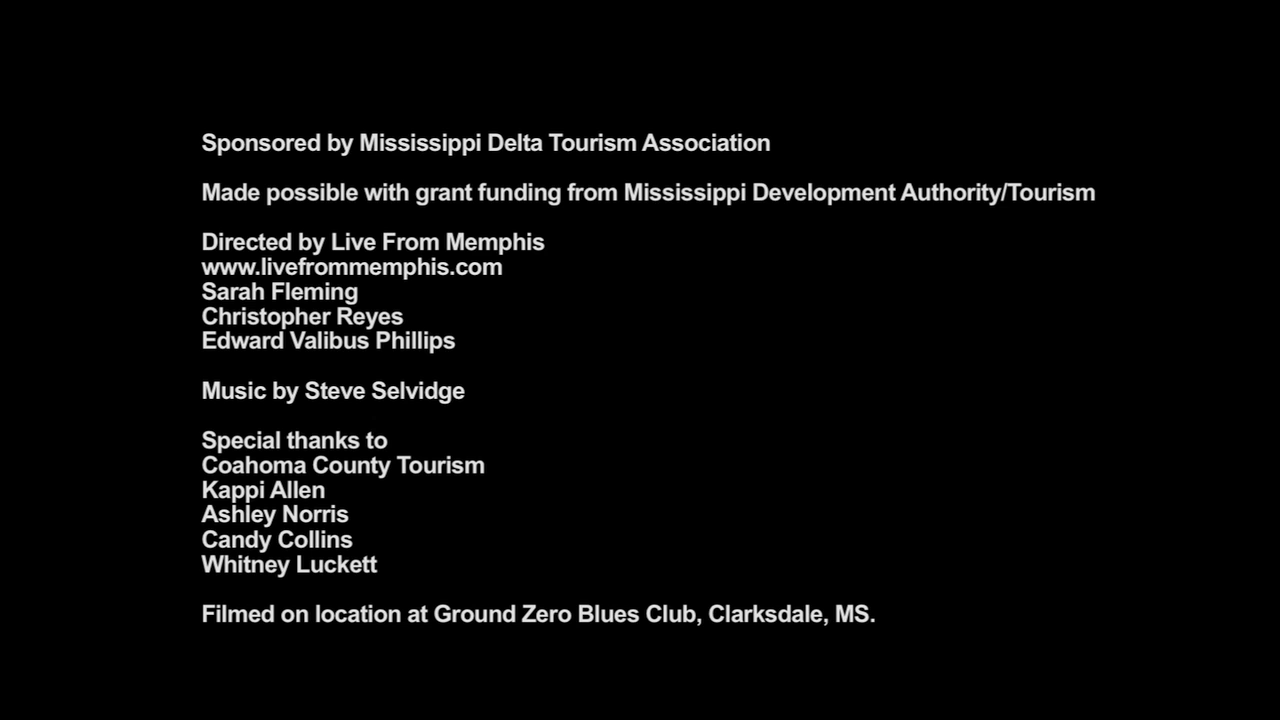 Sponsored by Mississippi Delta Tourism Association
Made possible with grant funding from Mississippi Development Authority/Tourism
Directed by Live From Memphis
www.livefrommemphis.com
Sarah Fleming
Christopher Reyes
Edward Valibus Phillips
Music by Steve Selvidge
Special thanks to
Coahoma County Tourism
Kappi Allen
Ashley Norris
Candy Collins
Whitney Luckett
Filmed on location at Ground Zero Blues Club, Clarksdale, MS.